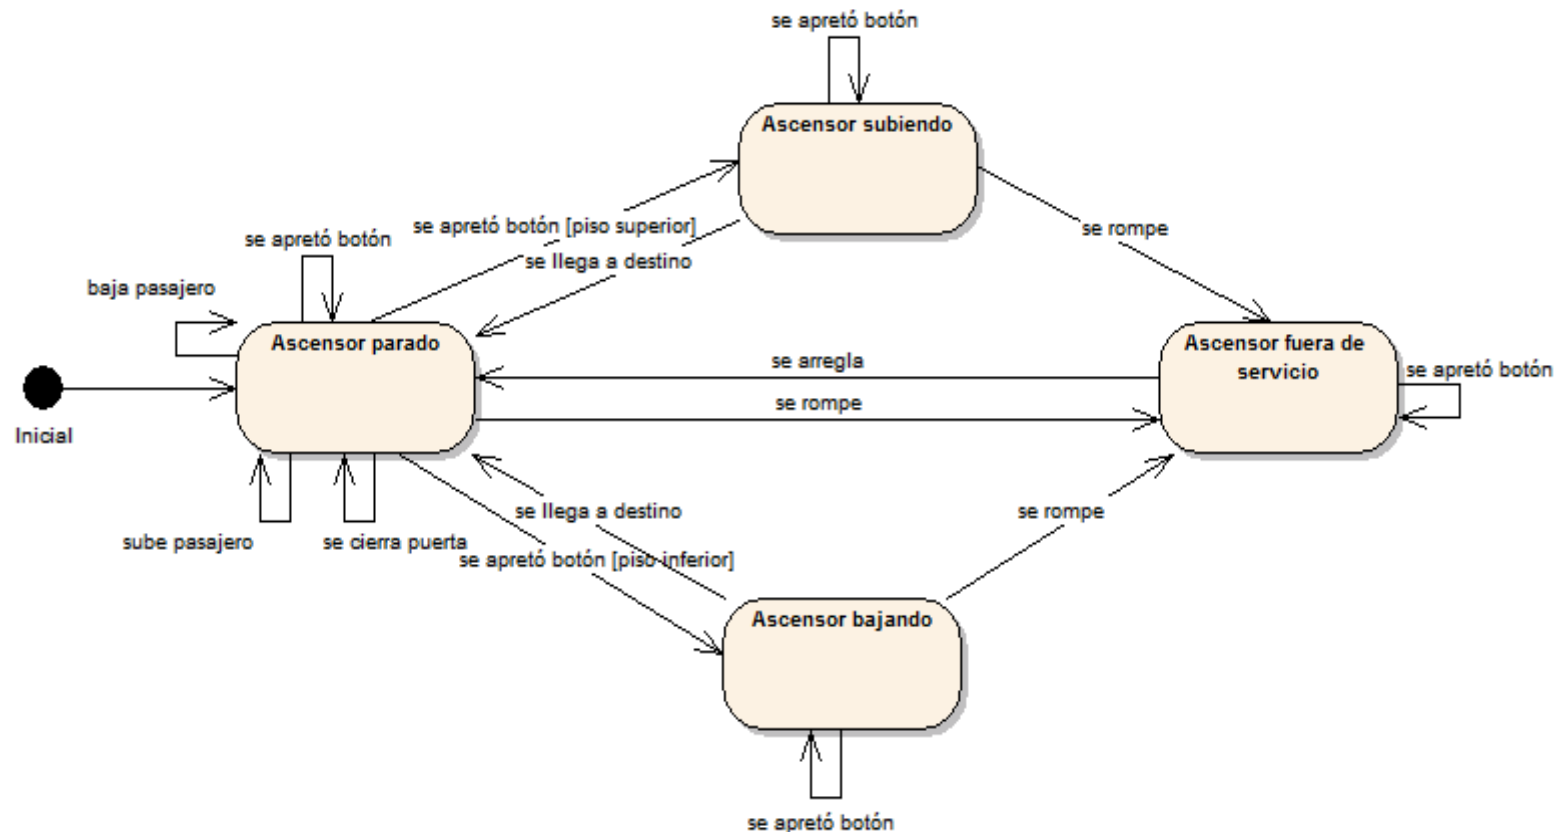 se apretó botón
Ascensor subiendo
se apretó botón [piso superior]
se rompe
se apretó botón
se llega a destino
baja pasajero
Ascensor parado
Ascensor fuera de
servicio
se arregla
se apretó botón
se rompe
Inicial
se llega a destino
se rompe
sube pasajero
se cierra puerta
se apretó botón [piso inferior]
Ascensor bajando
se apretó botón